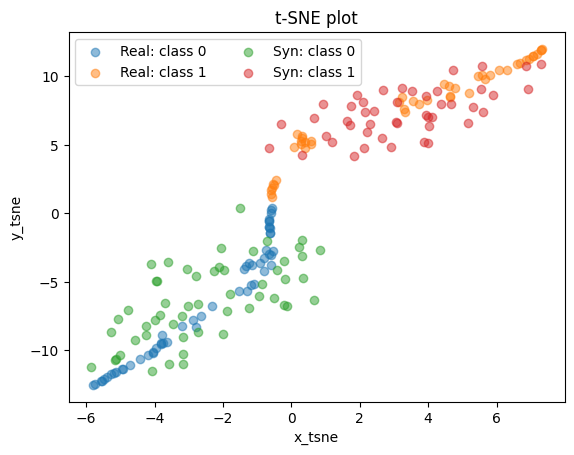 t-SNE plot
Real: class 0 Syn: class 0
Real: class 1 Syn: class 1
10
5
0
−5
−10
y_tsne
−6 −4 −2 0 2 4 6
x_tsne